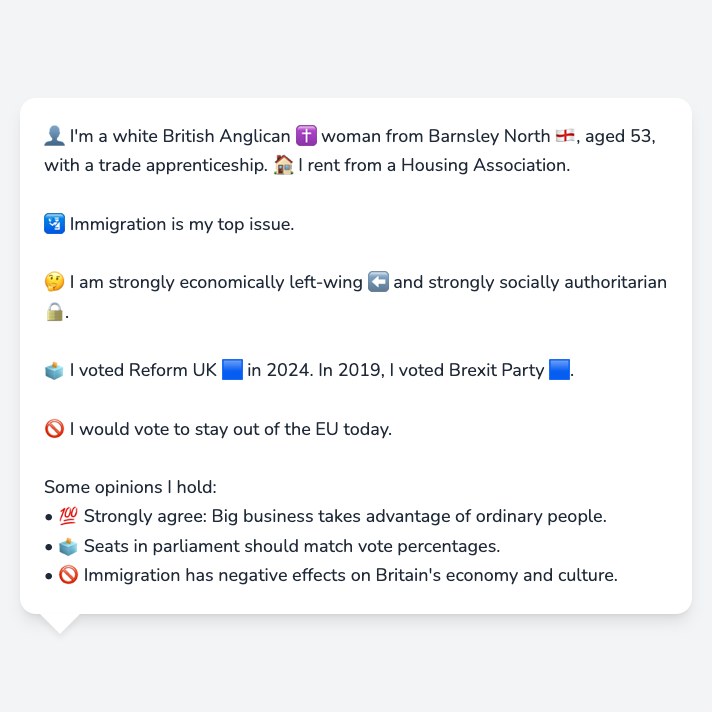 👤 I'm a white British Anglican ✝️ woman from Barnsley North 🏴󠁧󠁢󠁥󠁮󠁧󠁿, aged 53,
with a trade apprenticeship. 🏠 I rent from a Housing Association.
🛂 Immigration is my top issue.
🤔 I am strongly economically left-wing ⬅️ and strongly socially authoritarian
🔒.
🗳️ I voted Reform UK 🟦 in 2024. In 2019, I voted Brexit Party 🟦.
🚫 I would vote to stay out of the EU today.
Some opinions I hold:
• 💯 Strongly agree: Big business takes advantage of ordinary people.
• 🗳️ Seats in parliament should match vote percentages.
• 🚫 Immigration has negative effects on Britain's economy and culture.